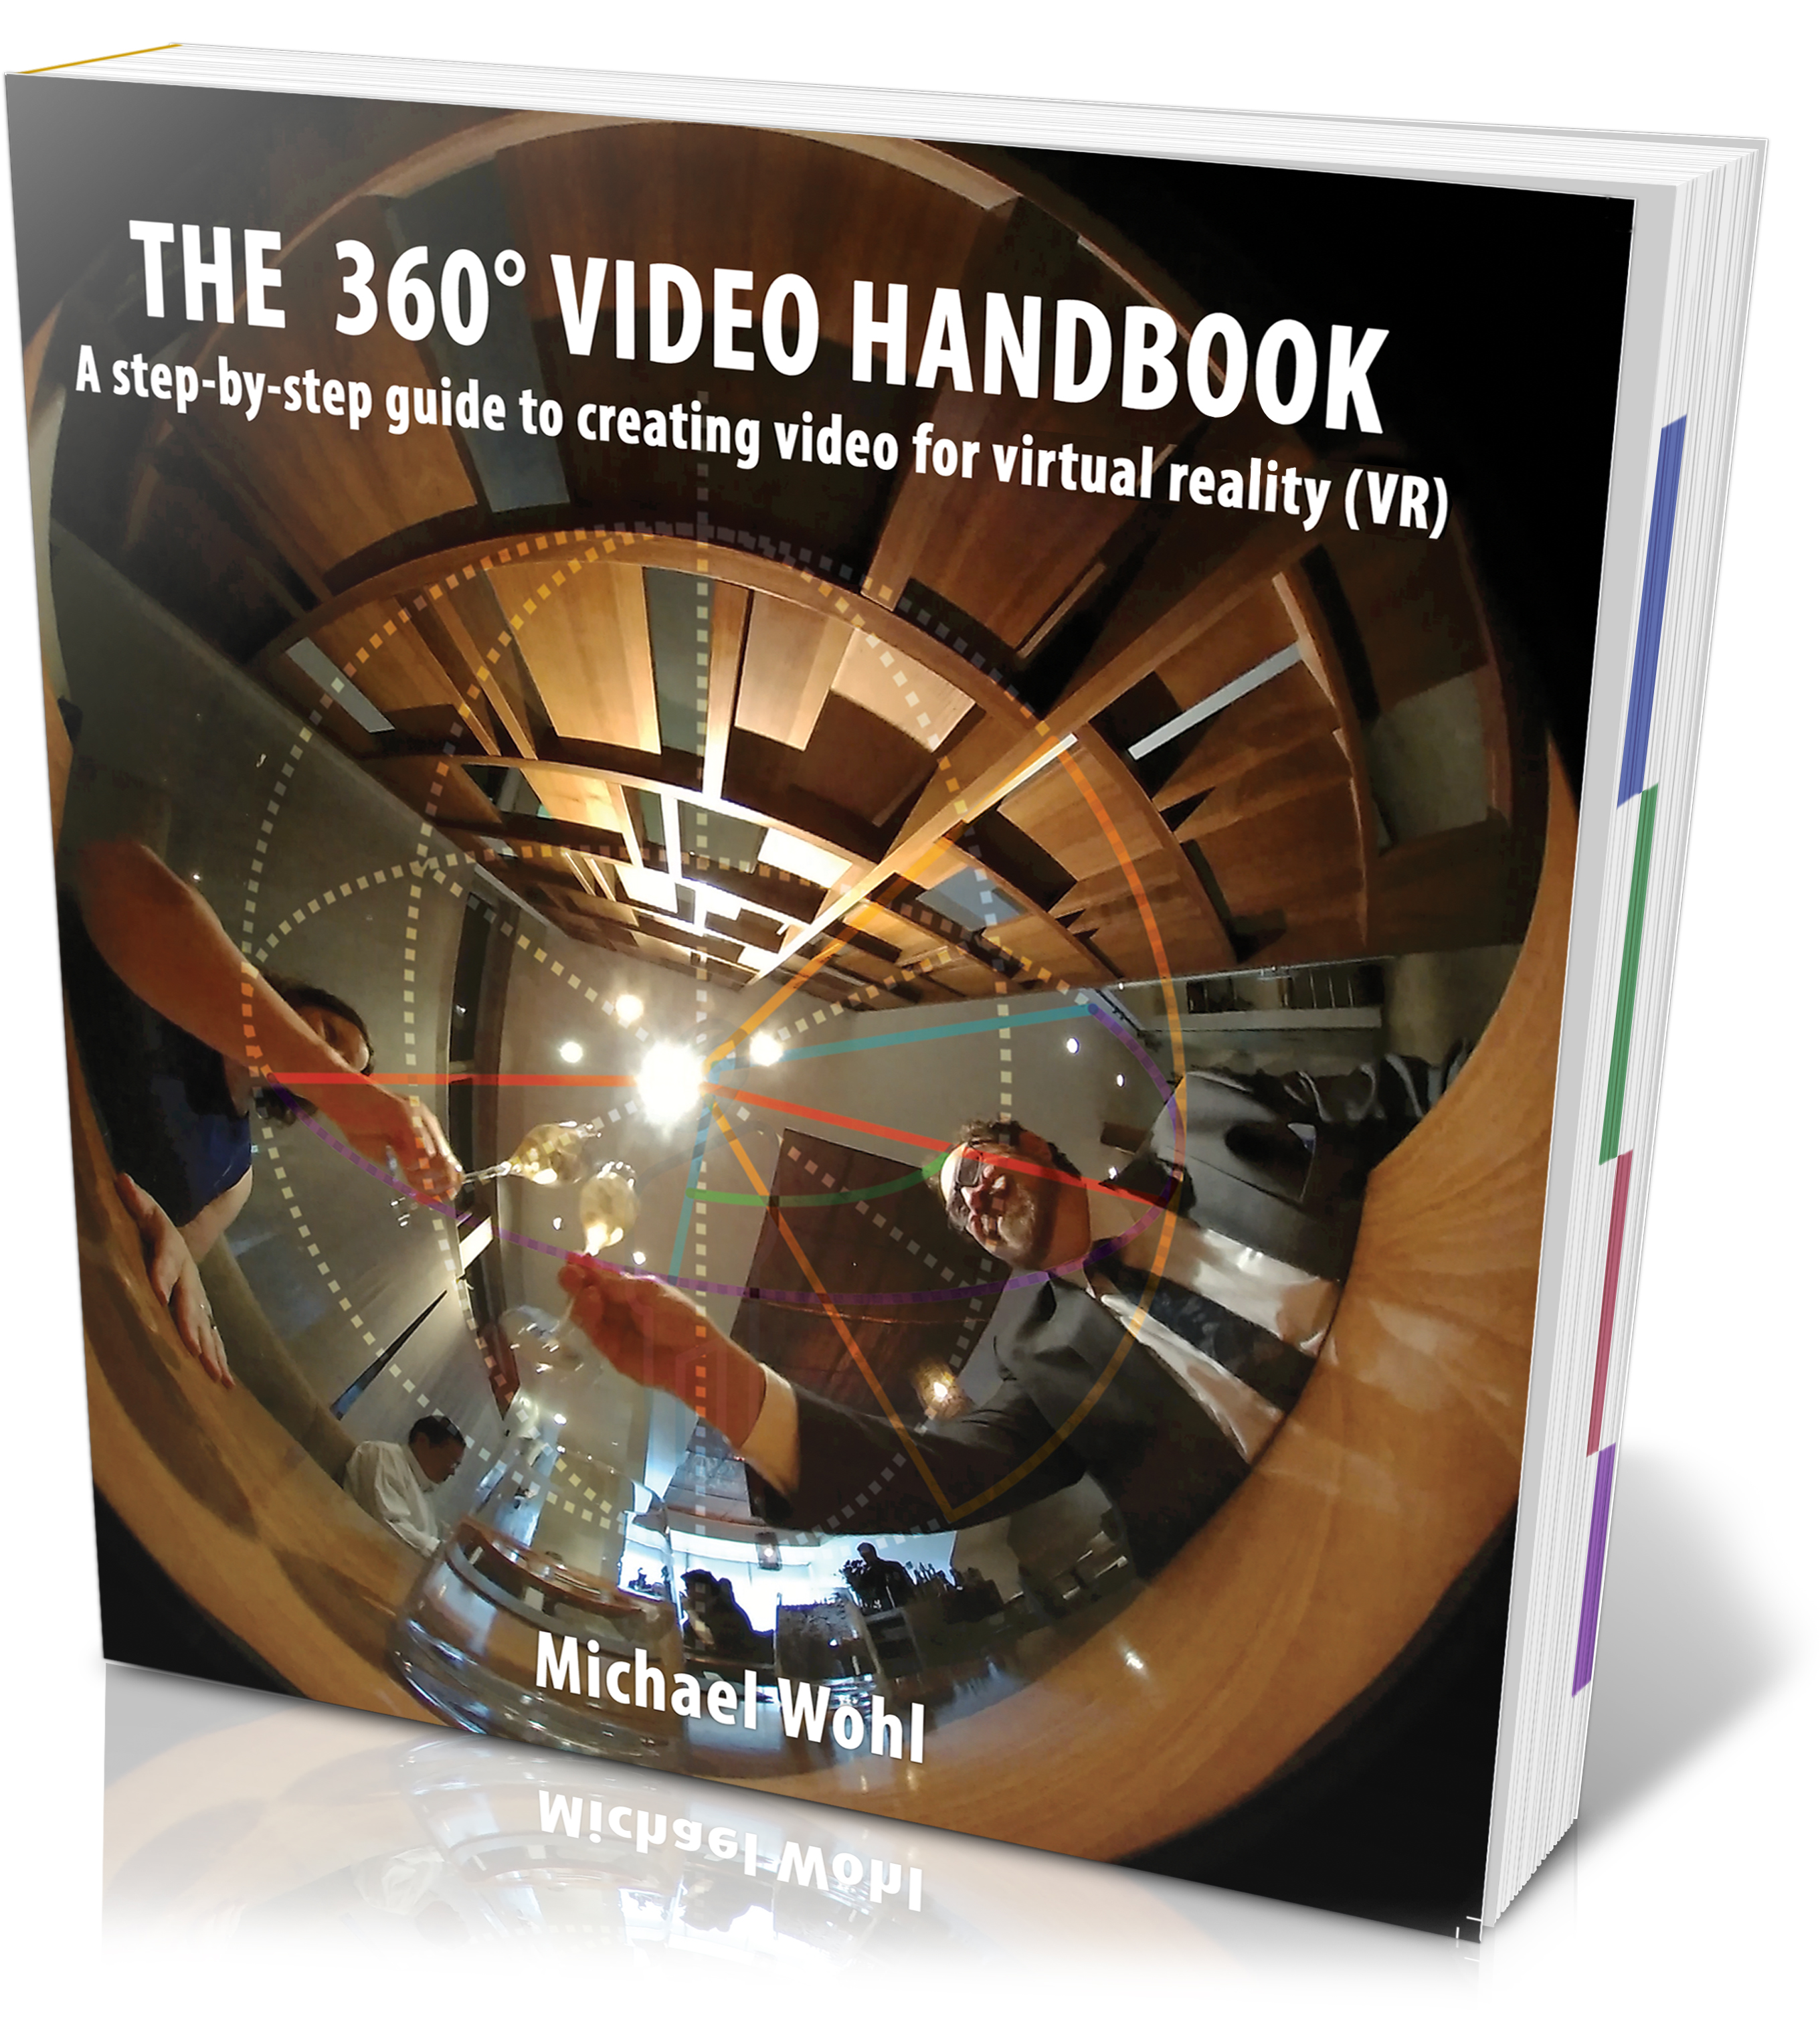 THE 360° VIDEO HANDBOOK
A step-by-step guide to creating video for virtual reality (VR)
Michael Wohl